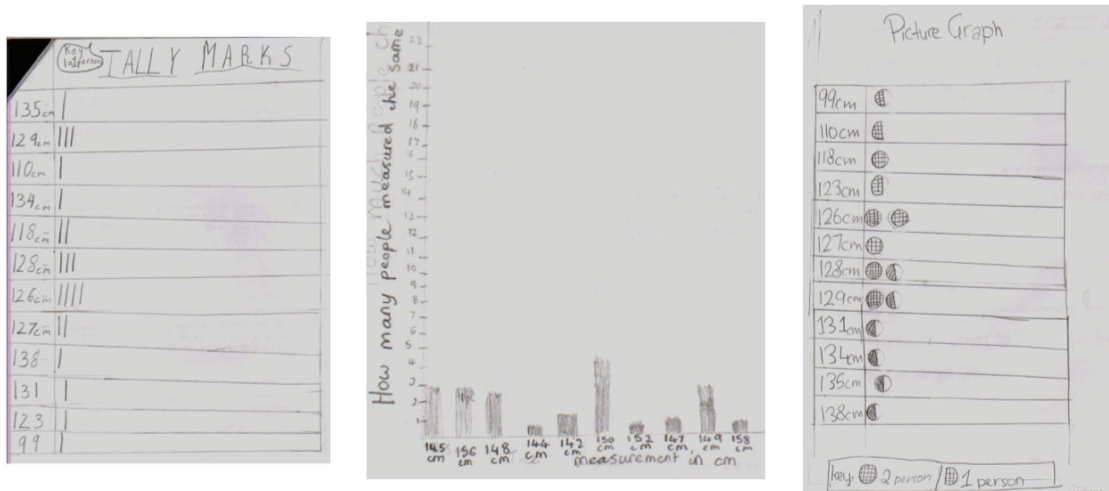 Key
1=1person
TALLY MARKS
135cm
129cm
110cm
134cm
118cm
128cm
126cm
127cm
138
131
123
99
How many people measured the same
22
21
20
19
18
17
16
15
14
13
12
11
10
9
8
7
6
5
4
3
2
1
145 cm
156 cm
148 cm
144 cm
142 cm
150 cm
152 cm
147 cm
149 cm
158 cm
measurement in cm
Picture Graph
99cm
110cm
118cm
123cm
126cm
127cm
128cm
129cm
131cm
134cm
135cm
138cm
key: 2 person / 1 person